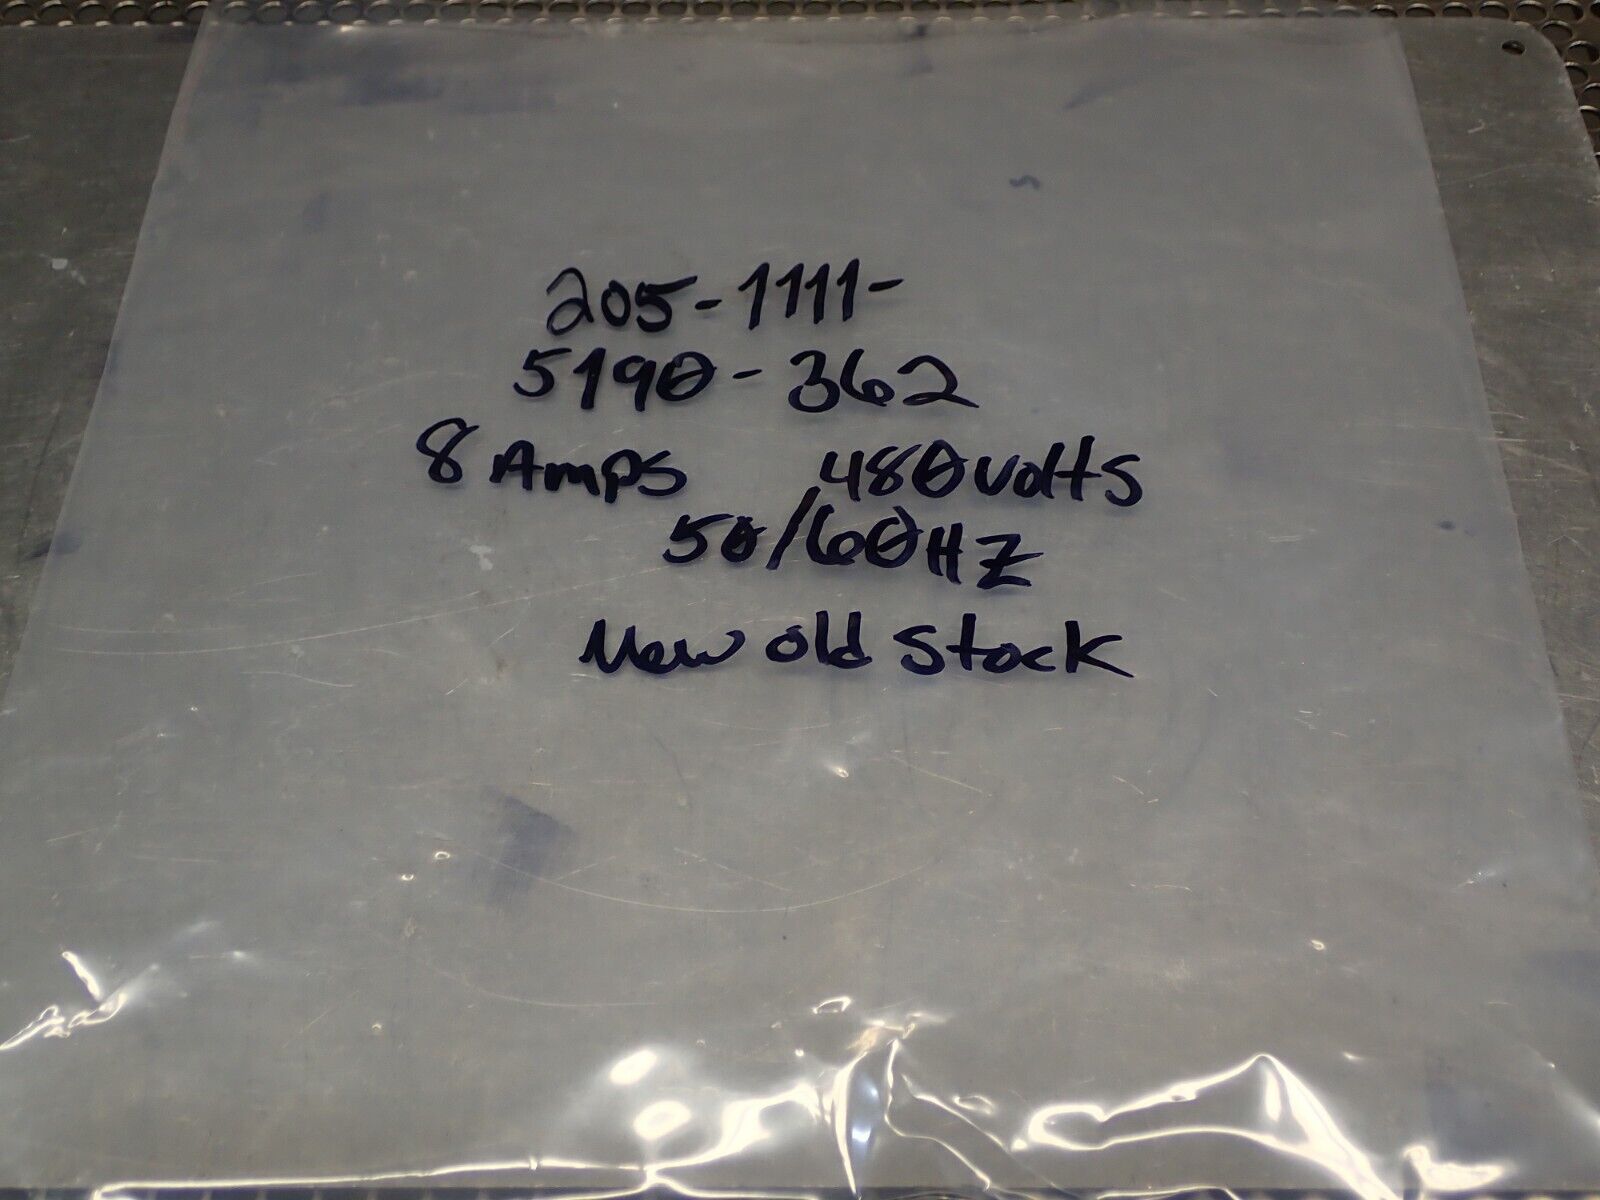 205-1111-
5190-362
8 Amps 480volts
50/60HZ
New old Stock